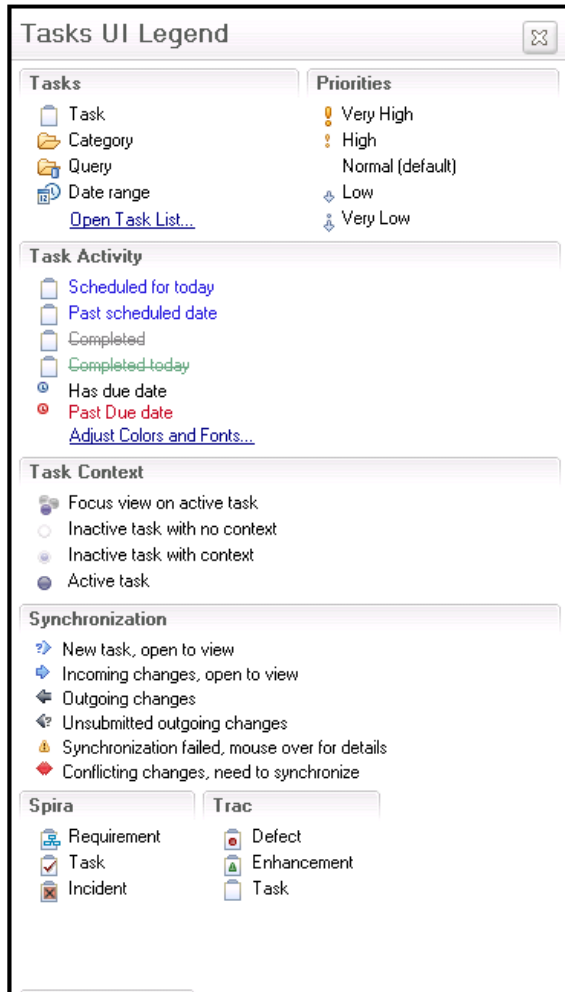 Tasks UI Legend
Tasks
Task
Category
Query
Date range
Open Task List...
Priorities
Very High
High
Normal (default)
Low
Very Low
Task Activity
Scheduled for today
Past scheduled date
Completed
Completed today
Has due date
Past Due date
Adjust Colors and Fonts...
Task Context
Focus view on active task
Inactive task with no context
Inactive task with context
Active task
Synchronization
New task, open to view
Incoming changes, open to view
Outgoing changes
Unsubmitted outgoing changes
Synchronization failed, mouse over for details
Conflicting changes, need to synchronize
Spira
Requirement
Task
Incident
Trac
Defect
Enhancement
Task